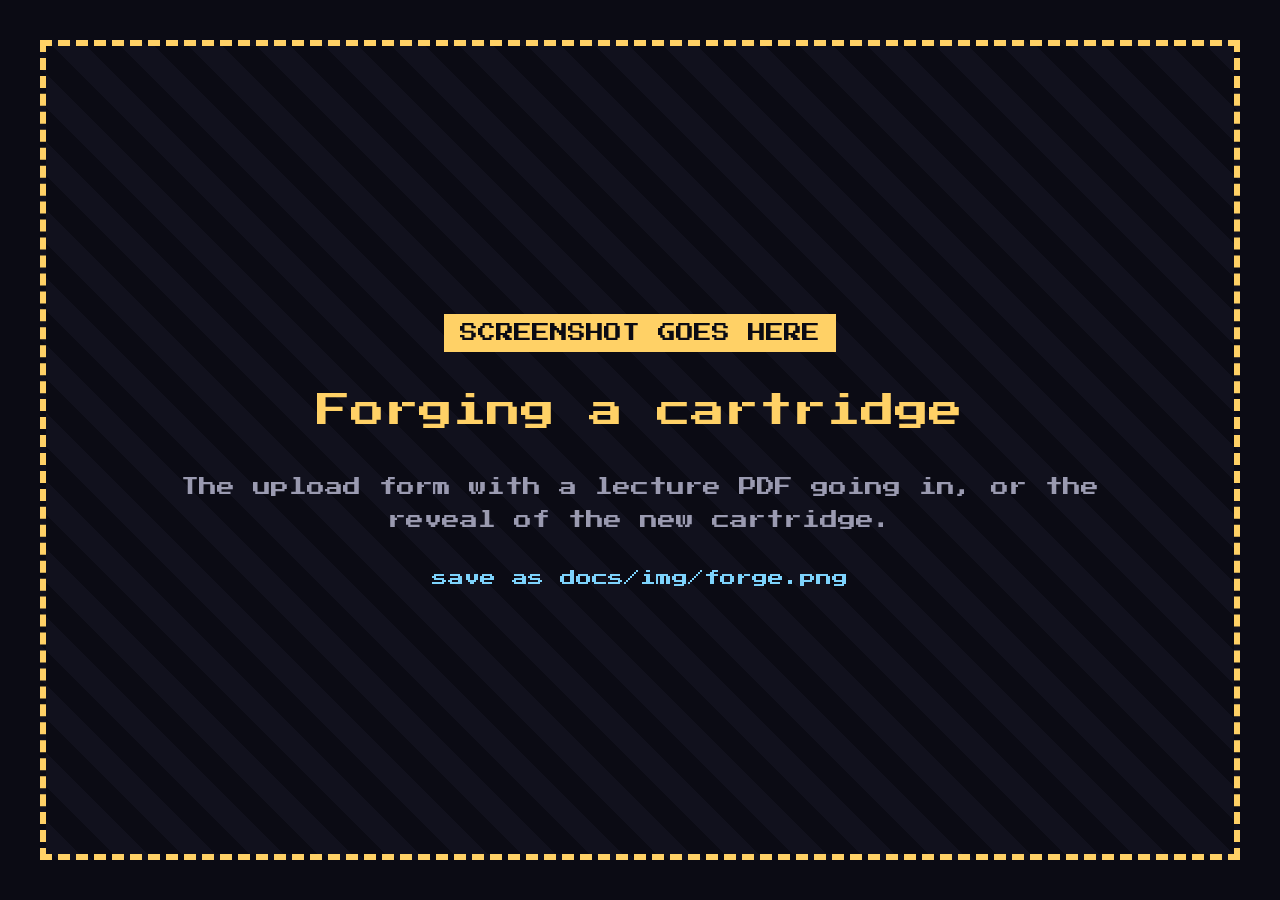 SCREENSHOT GOES HERE
Forging a cartridge
The upload form with a lecture PDF going in, or the
reveal of the new cartridge.
save as docs/img/forge.png